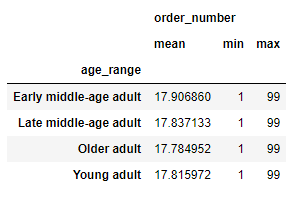 order_number
mean min max
age_range
Early middle-age adult 17.906860 1 99
Late middle-age adult 17.837133 1 99
Older adult 17.784952 1 99
Young adult 17.815972 1 99